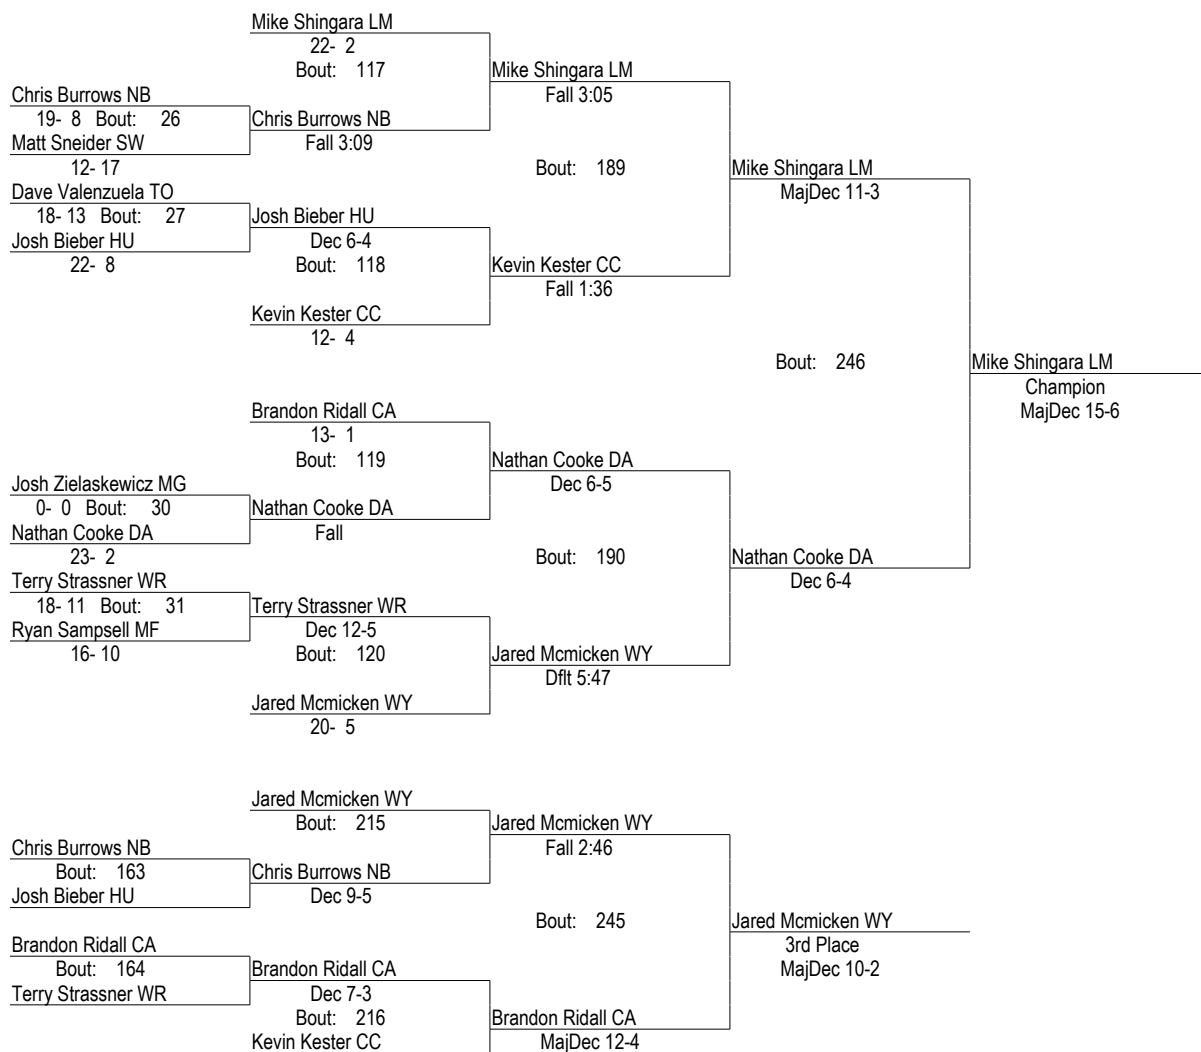 Mike Shingara LM
22- 2
Bout: 117
Mike Shingara LM
Chris Burrows NB
Fall 3:05
19- 8 Bout: 26
Chris Burrows NB
Matt Sneider SW
Fall 3:09
12- 17
Bout: 189
Mike Shingara LM
Dave Valenzuela TO
MajDec 11-3
18- 13 Bout: 27
Josh Bieber HU
Josh Bieber HU
Dec 6-4
22- 8
Bout: 118
Kevin Kester CC
Fall 1:36
Kevin Kester CC
12- 4
Bout: 246
Mike Shingara LM
Champion
Brandon Ridall CA
MajDec 15-6
13- 1
Bout: 119
Nathan Cooke DA
Josh Zielaskewicz MG
Dec 6-5
0- 0 Bout: 30
Nathan Cooke DA
Nathan Cooke DA
Fall
23- 2
Bout: 190
Nathan Cooke DA
Terry Strassner WR
Dec 6-4
18- 11 Bout: 31
Terry Strassner WR
Ryan Sampsell MF
Dec 12-5
16- 10
Bout: 120
Jared Mcmicken WY
Dflt 5:47
Jared Mcmicken WY
20- 5
Jared Mcmicken WY
Bout: 215
Jared Mcmicken WY
Chris Burrows NB
Fall 2:46
Bout: 163
Chris Burrows NB
Josh Bieber HU
Dec 9-5
Bout: 245
Jared Mcmicken WY
Brandon Ridall CA
3rd Place
Bout: 164
Brandon Ridall CA
MajDec 10-2
Terry Strassner WR
Dec 7-3
Bout: 216
Brandon Ridall CA
Kevin Kester CC
MajDec 12-4